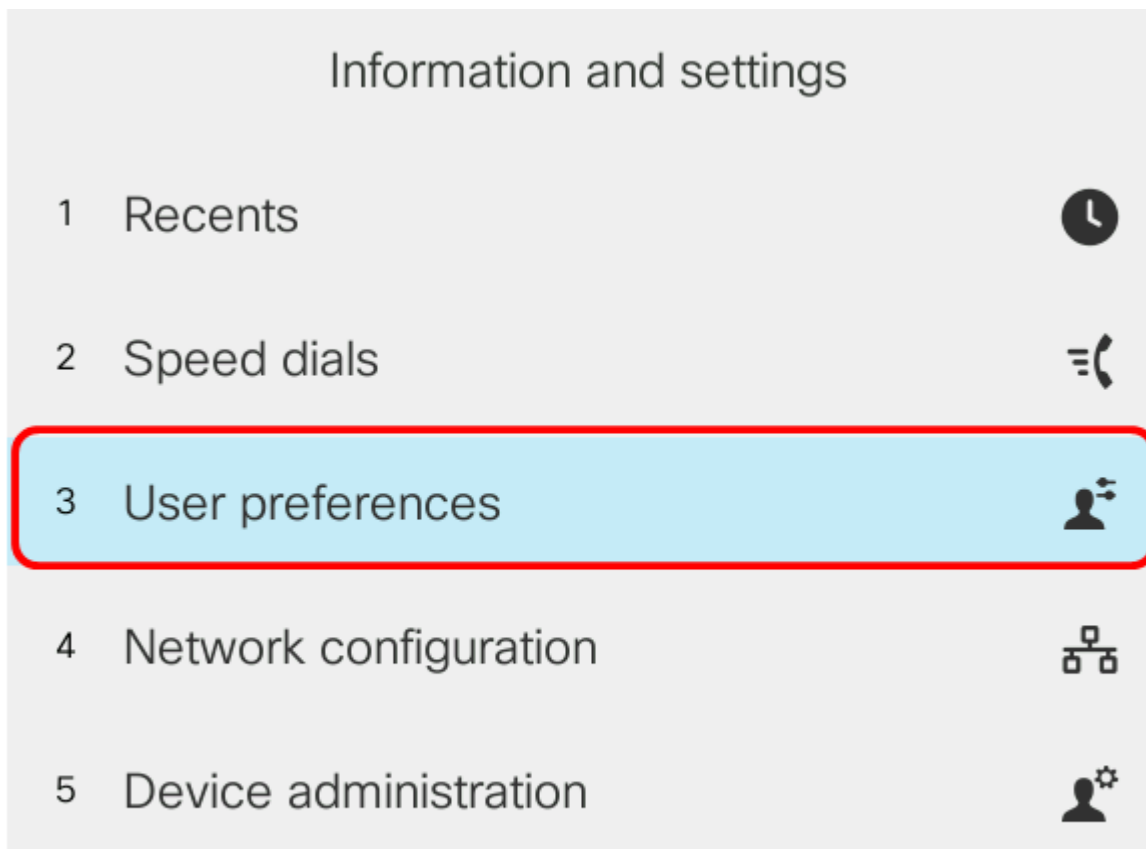 Information and settings
1 Recents
2 Speed dials
3 User preferences
4 Network configuration
5 Device administration